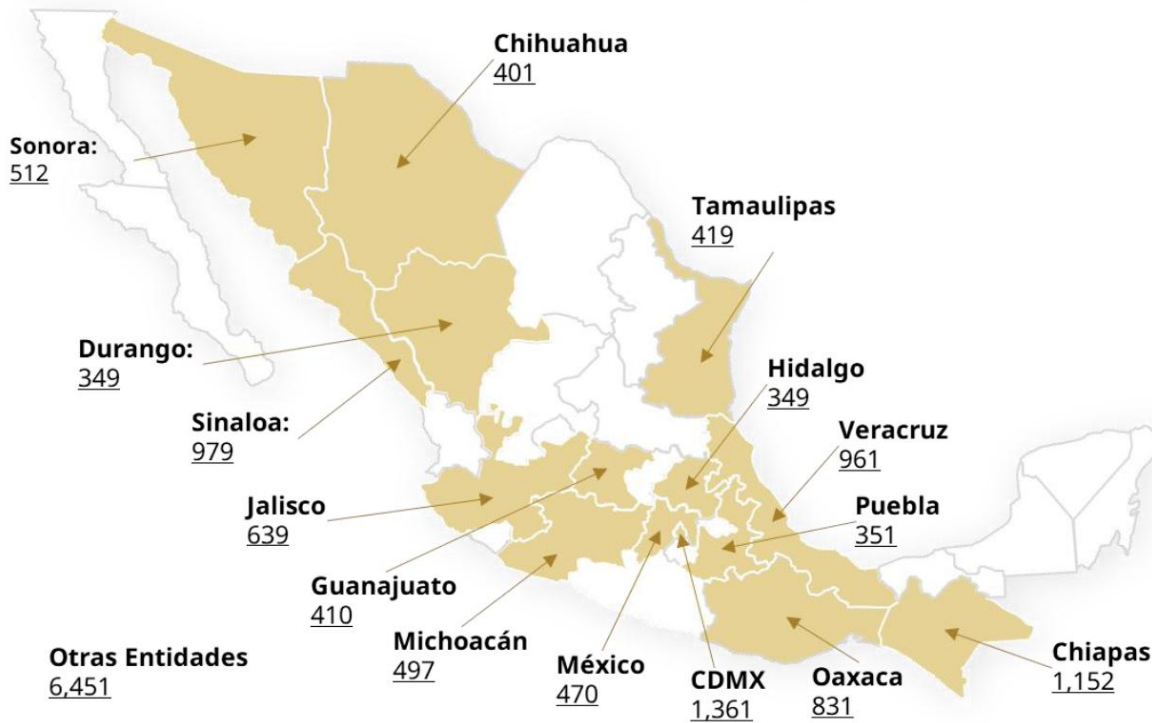 Chihuahua
401
Sonora:
512
Tamaulipas
419
Durango:
349
Hidalgo
349
Sinaloa:
979
Veracruz
961
Jalisco
639
Puebla
351
Guanajuato
410
Michoacán
497
México
470
CDMX
1,361
Oaxaca
831
Chiapas
1,152
Otras Entidades
6,451